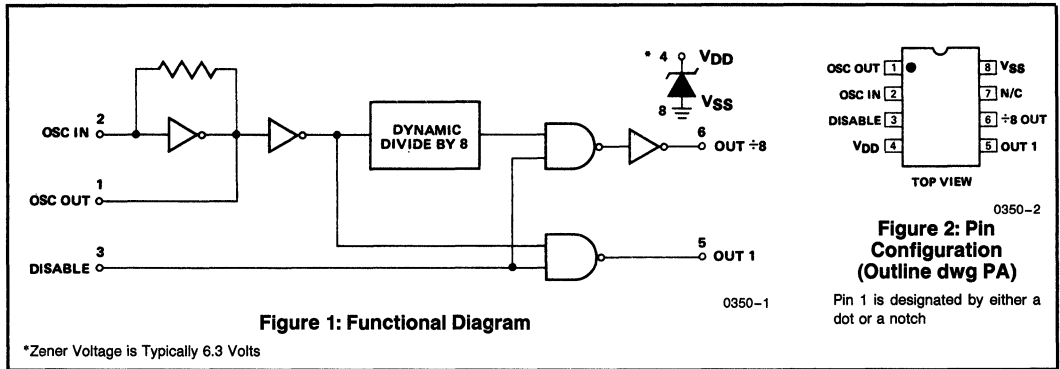 2
OSC IN
1
OSC OUT
3
DISABLE
DYNAMIC
DIVIDE BY 8
* 4 VDD
8 VSS
6
OUT ÷8
5
OUT 1
0350-1
Figure 1: Functional Diagram
*Zener Voltage is Typically 6.3 Volts
OSC OUT 1 8 VSS
OSC IN 2 7 N/C
DISABLE 3 6 ÷8 OUT
VDD 4 5 OUT 1
TOP VIEW
0350-2
Figure 2: Pin
Configuration
(Outline dwg PA)
Pin 1 is designated by either a
dot or a notch